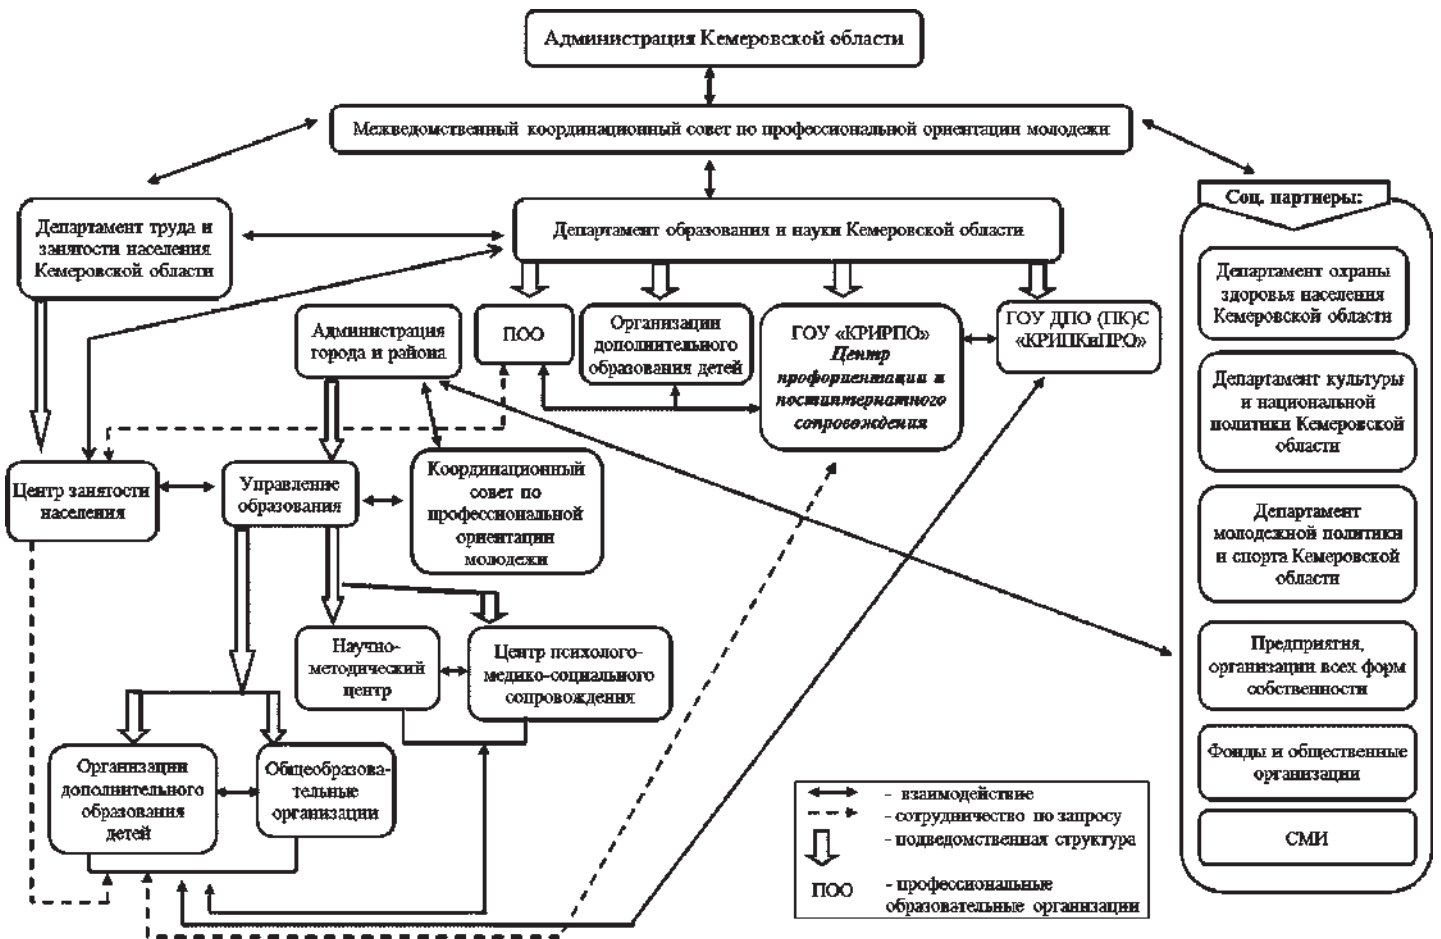 Администрация Кемеровской области
Межведомственный координационный совет по профессиональной ориентации молодежи
Департамент труда и
занятости населения
Кемеровской области
Департамент образования и науки Кемеровской области
Соц. партнеры:
Департамент охраны
здоровья населения
Кемеровской области
Департамент культуры
и национальной
политики Кемеровской
области
Департамент
молодежной политики
и спорта Кемеровской
области
Предприятия,
организации всех форм
собственности
Фонды и общественные
организации
СМИ
Администрация
города и района
ПОО
Организации
дополнительного
образования детей
ГОУ «КРИРПО»
Центр
профориентации и
постинтернатного
сопровождения
ГОУ ДПО (ПК)С
«КРИПКиПРО»
Центр занятости
населения
Управление
образования
Координационный
совет по
профессиональной
ориентации
молодежи
Научно-
методический
центр
Центр психолого-
медико-социального
сопровождения
Организации
дополнительного
образования
детей
Общеобразова-
тельные
организации
- взаимодействие
- сотрудничество по запросу
- подведомственная структура
ПОО - профессиональные
образовательные организации